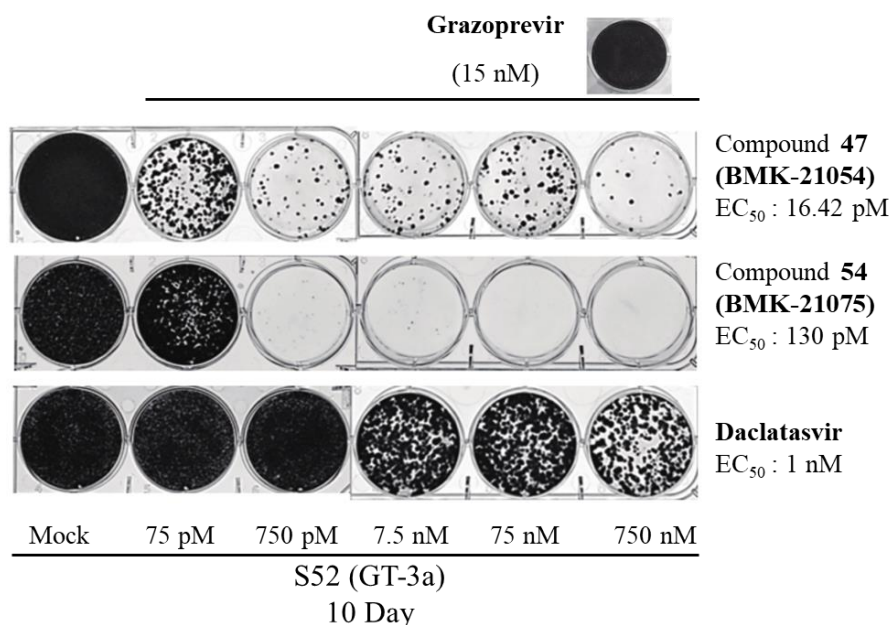 Grazoprevir
(15 nM)
Compound 47
(BMK-21054)
EC₅₀ : 16.42 pM
Compound 54
(BMK-21075)
EC₅₀ : 130 pM
Daclatasvir
EC₅₀ : 1 nM
Mock 75 pM 750 pM 7.5 nM 75 nM 750 nM
S52 (GT-3a)
10 Day